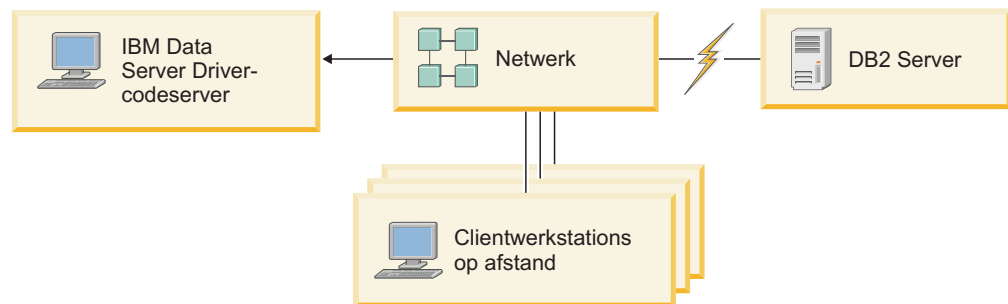 IBM Data
Server Driver-
codeserver
Netwerk
DB2 Server
Clientwerkstations
op afstand